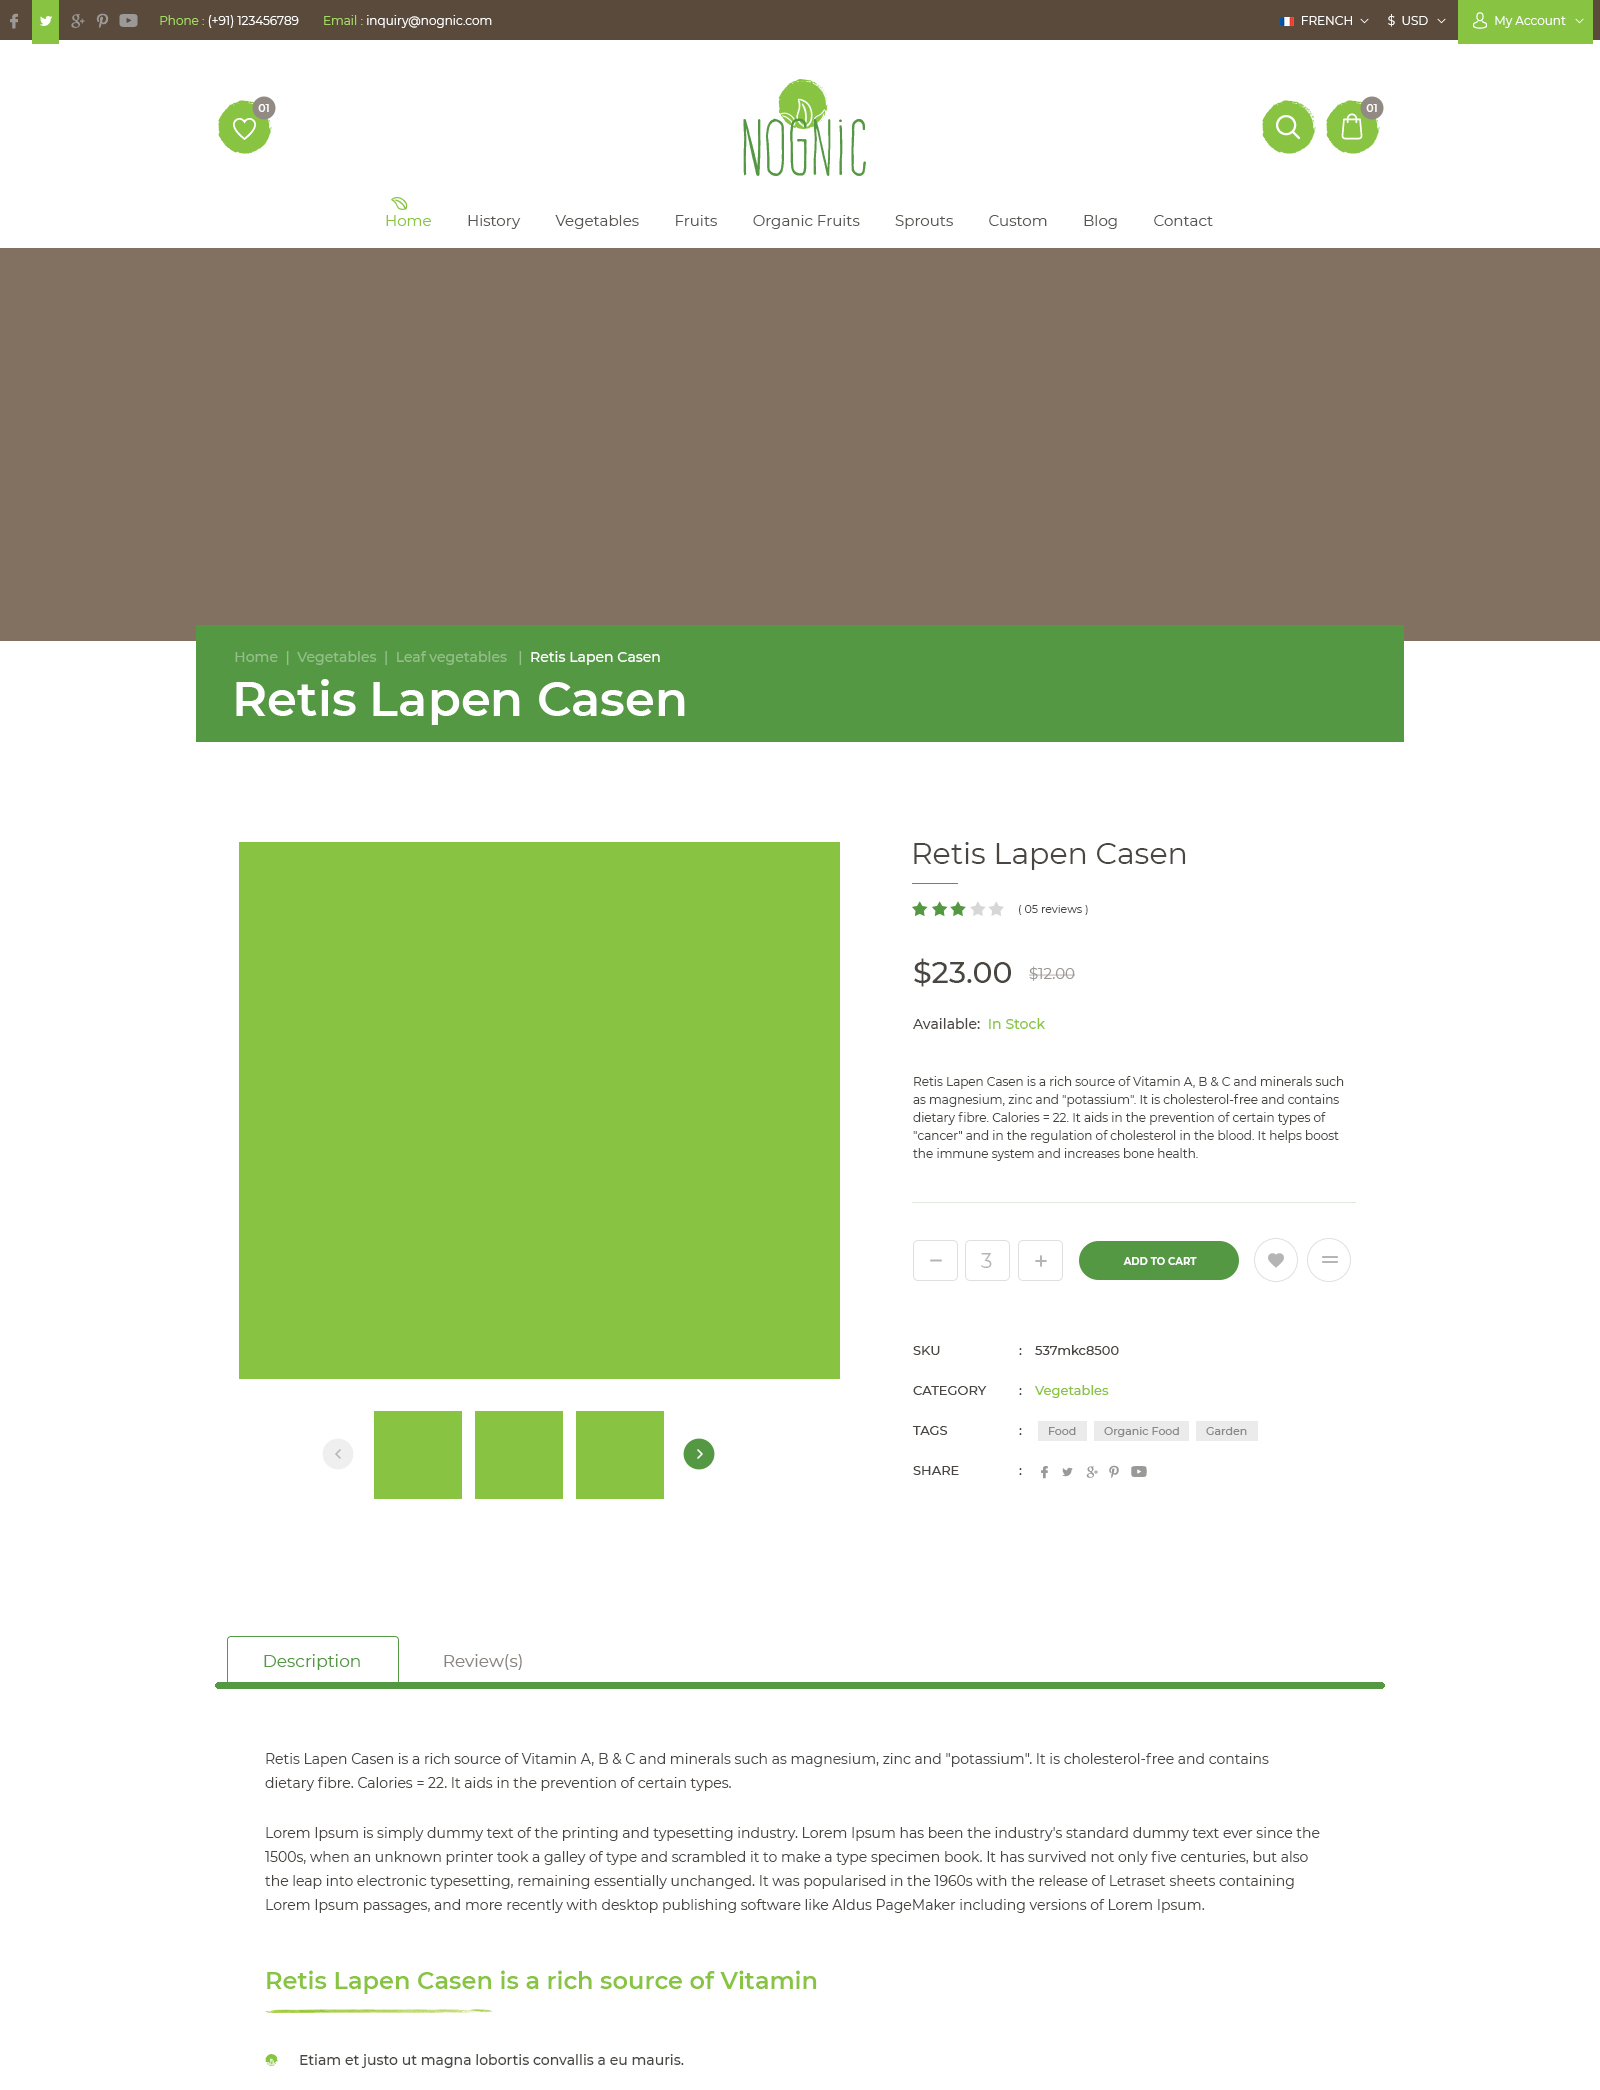 Phone : (+91) 123456789 Email : inquiry@nognic.com FRENCH $ USD My Account
01
NOGNiC
01
Home History Vegetables Fruits Organic Fruits Sprouts Custom Blog Contact
Home | Vegetables | Leaf vegetables | Retis Lapen Casen
Retis Lapen Casen
Retis Lapen Casen
( 05 reviews )
$23.00 $12.00
Available: In Stock
Retis Lapen Casen is a rich source of Vitamin A, B & C and minerals such
as magnesium, zinc and "potassium". It is cholesterol-free and contains
dietary fibre. Calories = 22. It aids in the prevention of certain types of
"cancer" and in the regulation of cholesterol in the blood. It helps boost
the immune system and increases bone health.
− 3 + ADD TO CART
SKU : 537mkc8500
CATEGORY : Vegetables
TAGS : Food Organic Food Garden
SHARE :
Description Review(s)
Retis Lapen Casen is a rich source of Vitamin A, B & C and minerals such as magnesium, zinc and "potassium". It is cholesterol-free and contains
dietary fibre. Calories = 22. It aids in the prevention of certain types.
Lorem Ipsum is simply dummy text of the printing and typesetting industry. Lorem Ipsum has been the industry's standard dummy text ever since the
1500s, when an unknown printer took a galley of type and scrambled it to make a type specimen book. It has survived not only five centuries, but also
the leap into electronic typesetting, remaining essentially unchanged. It was popularised in the 1960s with the release of Letraset sheets containing
Lorem Ipsum passages, and more recently with desktop publishing software like Aldus PageMaker including versions of Lorem Ipsum.
Retis Lapen Casen is a rich source of Vitamin
Etiam et justo ut magna lobortis convallis a eu mauris.